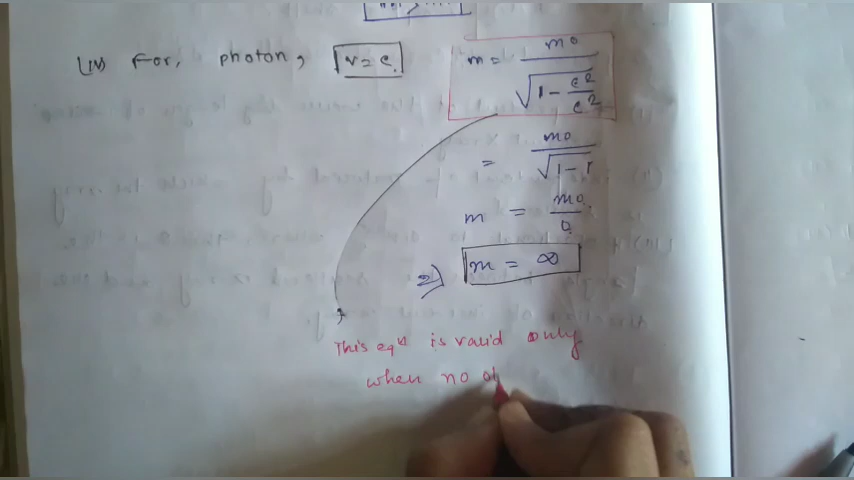 (iv) For, photon, v = c.
m = m0 / √(1 - c²/c²)
= m0 / √(1-1)
m = m0 / 0
⇒ m = ∞
This eqn is valid only
when no